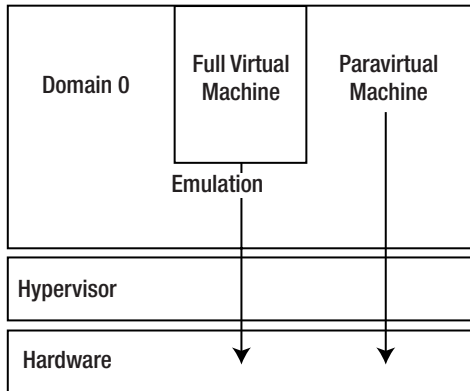 Domain 0
Full Virtual
Machine
Paravirtual
Machine
Emulation
Hypervisor
Hardware